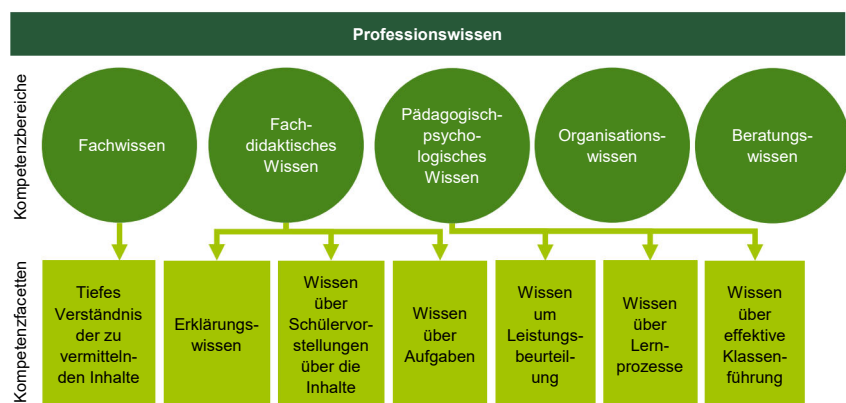 Professionswissen
Kompetenzbereiche
Fachwissen
Fach-
didaktisches
Wissen
Pädagogisch-
psycho-
logisches
Wissen
Organisations-
wissen
Beratungs-
wissen
Kompetenzfacetten
Tiefes
Verständnis
der zu
vermitteln-
den Inhalte
Erklärungs-
wissen
Wissen
über
Schülervor-
stellungen
über die
Inhalte
Wissen
über
Aufgaben
Wissen
um
Leistungs-
beurteil-
ung
Wissen
über
Lern-
prozesse
Wissen
über
effektive
Klassen-
führung